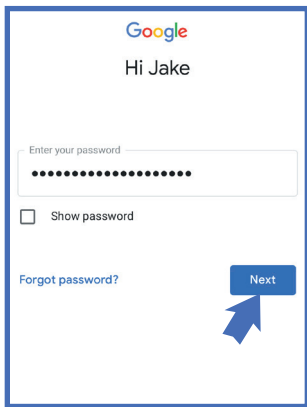 Google
Hi Jake
Enter your password
••••••••••••••••••••
Show password
Forgot password?
Next